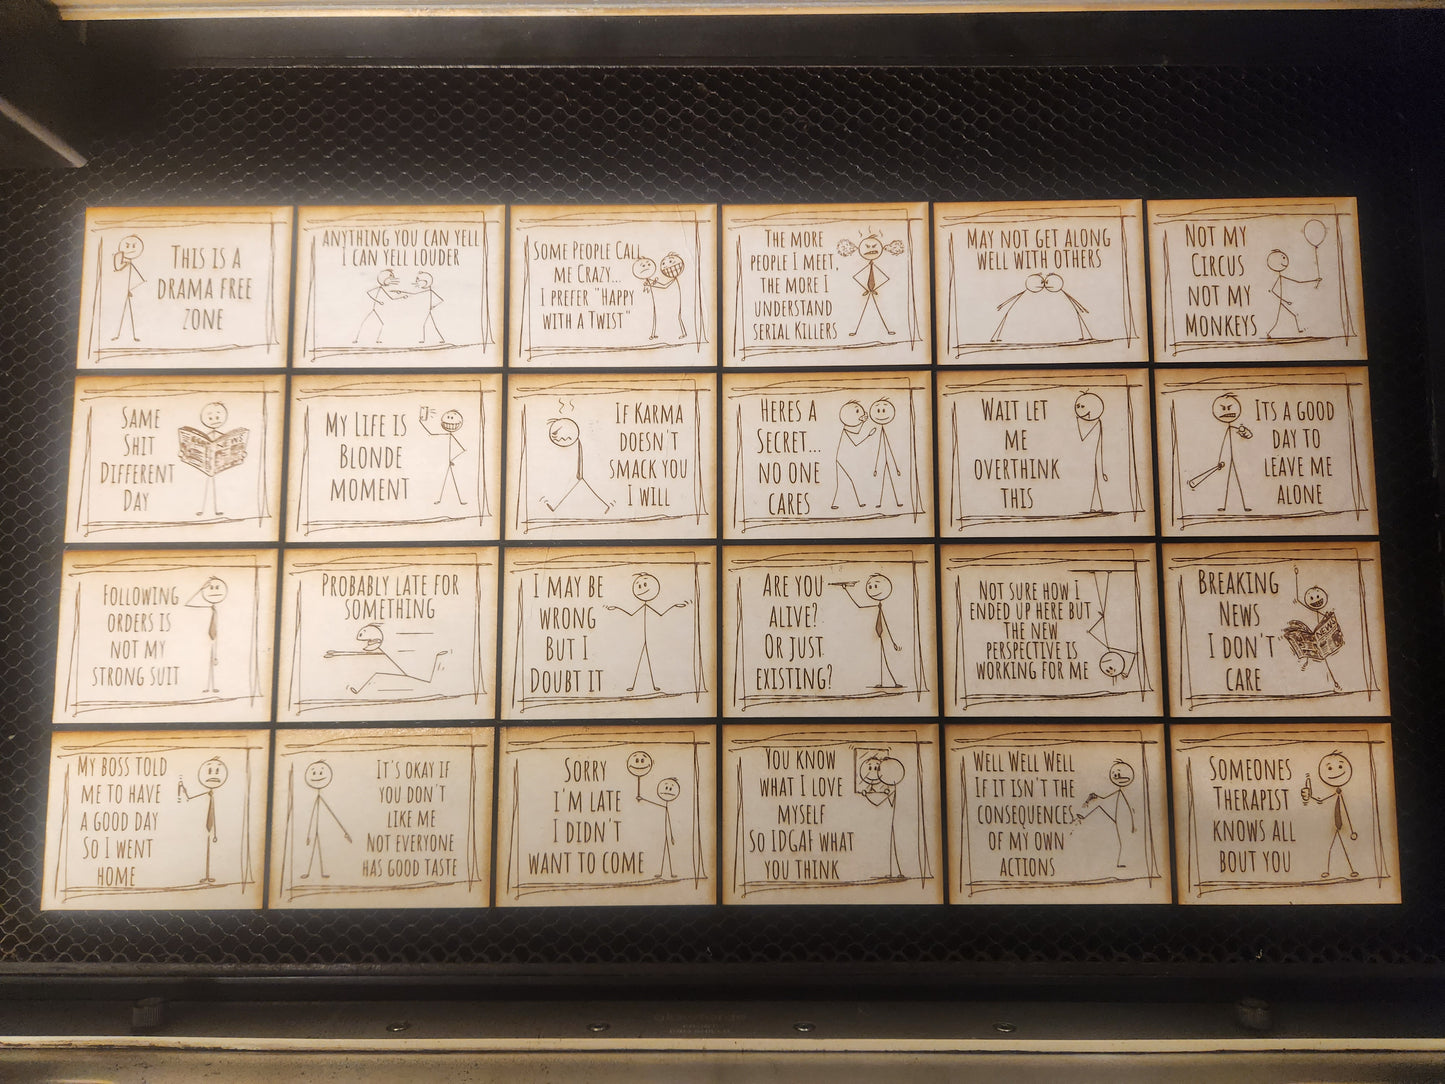 THIS IS A
DRAMA FREE
ZONE
ANYTHING YOU CAN YELL
I CAN YELL LOUDER
SOME PEOPLE CALL
ME CRAZY...
I PREFER "HAPPY
WITH A TWIST"
THE MORE
PEOPLE I MEET,
THE MORE I
UNDERSTAND
SERIAL KILLERS
MAY NOT GET ALONG
WELL WITH OTHERS
NOT MY
CIRCUS
NOT MY
MONKEYS
SAME
SHIT
DIFFERENT
DAY
NEWS
MY LIFE IS
BLONDE
MOMENT
IF KARMA
DOESN'T
SMACK YOU
I WILL
HERES A
SECRET...
NO ONE
CARES
WAIT LET
ME
OVERTHINK
THIS
ITS A GOOD
DAY TO
LEAVE ME
ALONE
FOLLOWING
ORDERS IS
NOT MY
STRONG SUIT
PROBABLY LATE FOR
SOMETHING
I MAY BE
WRONG
BUT I
DOUBT IT
ARE YOU
ALIVE?
OR JUST
EXISTING?
NOT SURE HOW I
ENDED UP HERE BUT
THE NEW
PERSPECTIVE IS
WORKING FOR ME
BREAKING
NEWS
I DON'T
CARE
NEWS
MY BOSS TOLD
ME TO HAVE
A GOOD DAY
SO I WENT
HOME
IT'S OKAY IF
YOU DON'T
LIKE ME
NOT EVERYONE
HAS GOOD TASTE
SORRY
I'M LATE
I DIDN'T
WANT TO COME
YOU KNOW
WHAT I LOVE
MYSELF
SO IDGAF WHAT
YOU THINK
WELL WELL WELL
IF IT ISN'T THE
CONSEQUENCES
OF MY OWN
ACTIONS
SOMEONES
THERAPIST
KNOWS ALL
BOUT YOU
glowforge